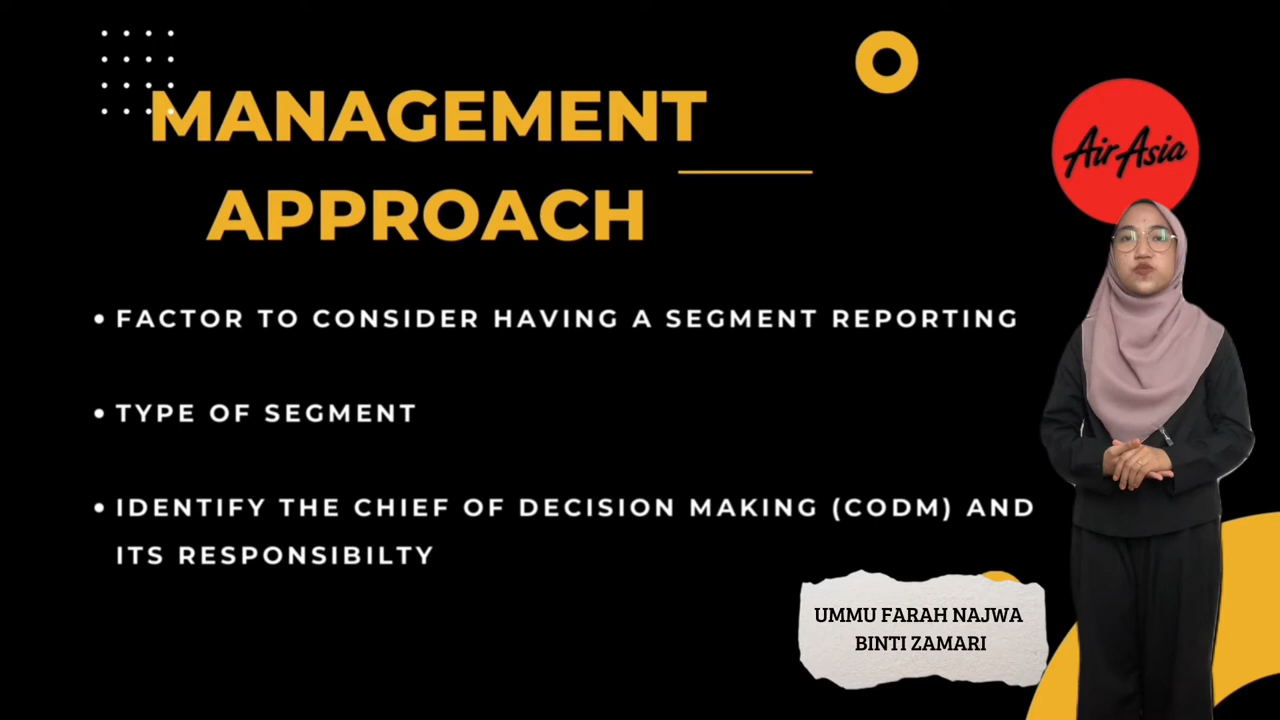 MANAGEMENT
APPROACH
AirAsia
• FACTOR TO CONSIDER HAVING A SEGMENT REPORTING
• TYPE OF SEGMENT
• IDENTIFY THE CHIEF OF DECISION MAKING (CODM) AND
ITS RESPONSIBILTY
UMMU FARAH NAJWA
BINTI ZAMARI